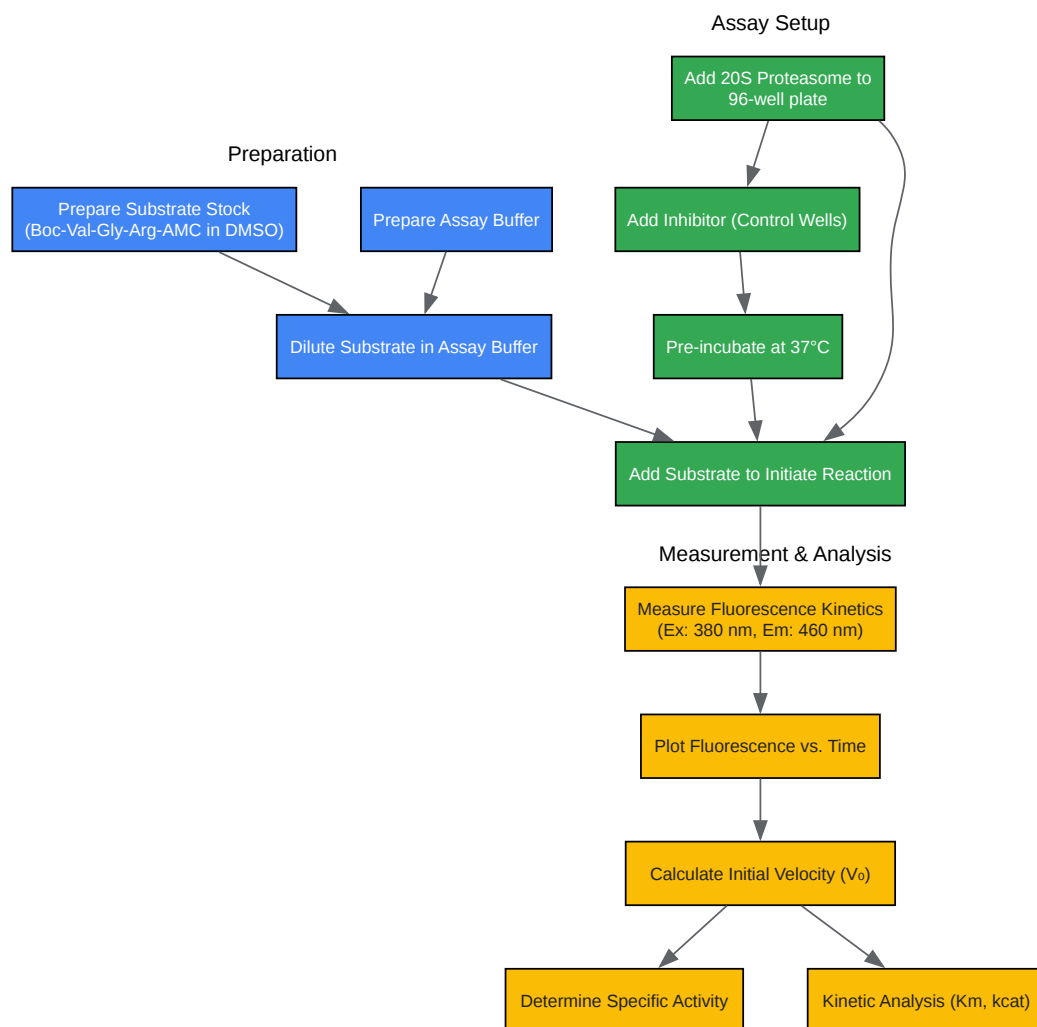 Assay Setup
Add 20S Proteasome to
96-well plate
Preparation
Prepare Substrate Stock
(Boc-Val-Gly-Arg-AMC in DMSO)
Prepare Assay Buffer
Add Inhibitor (Control Wells)
Dilute Substrate in Assay Buffer
Pre-incubate at 37°C
Add Substrate to Initiate Reaction
Measurement & Analysis
Measure Fluorescence Kinetics
(Ex: 380 nm, Em: 460 nm)
Plot Fluorescence vs. Time
Calculate Initial Velocity (V₀)
Determine Specific Activity
Kinetic Analysis (Km, kcat)